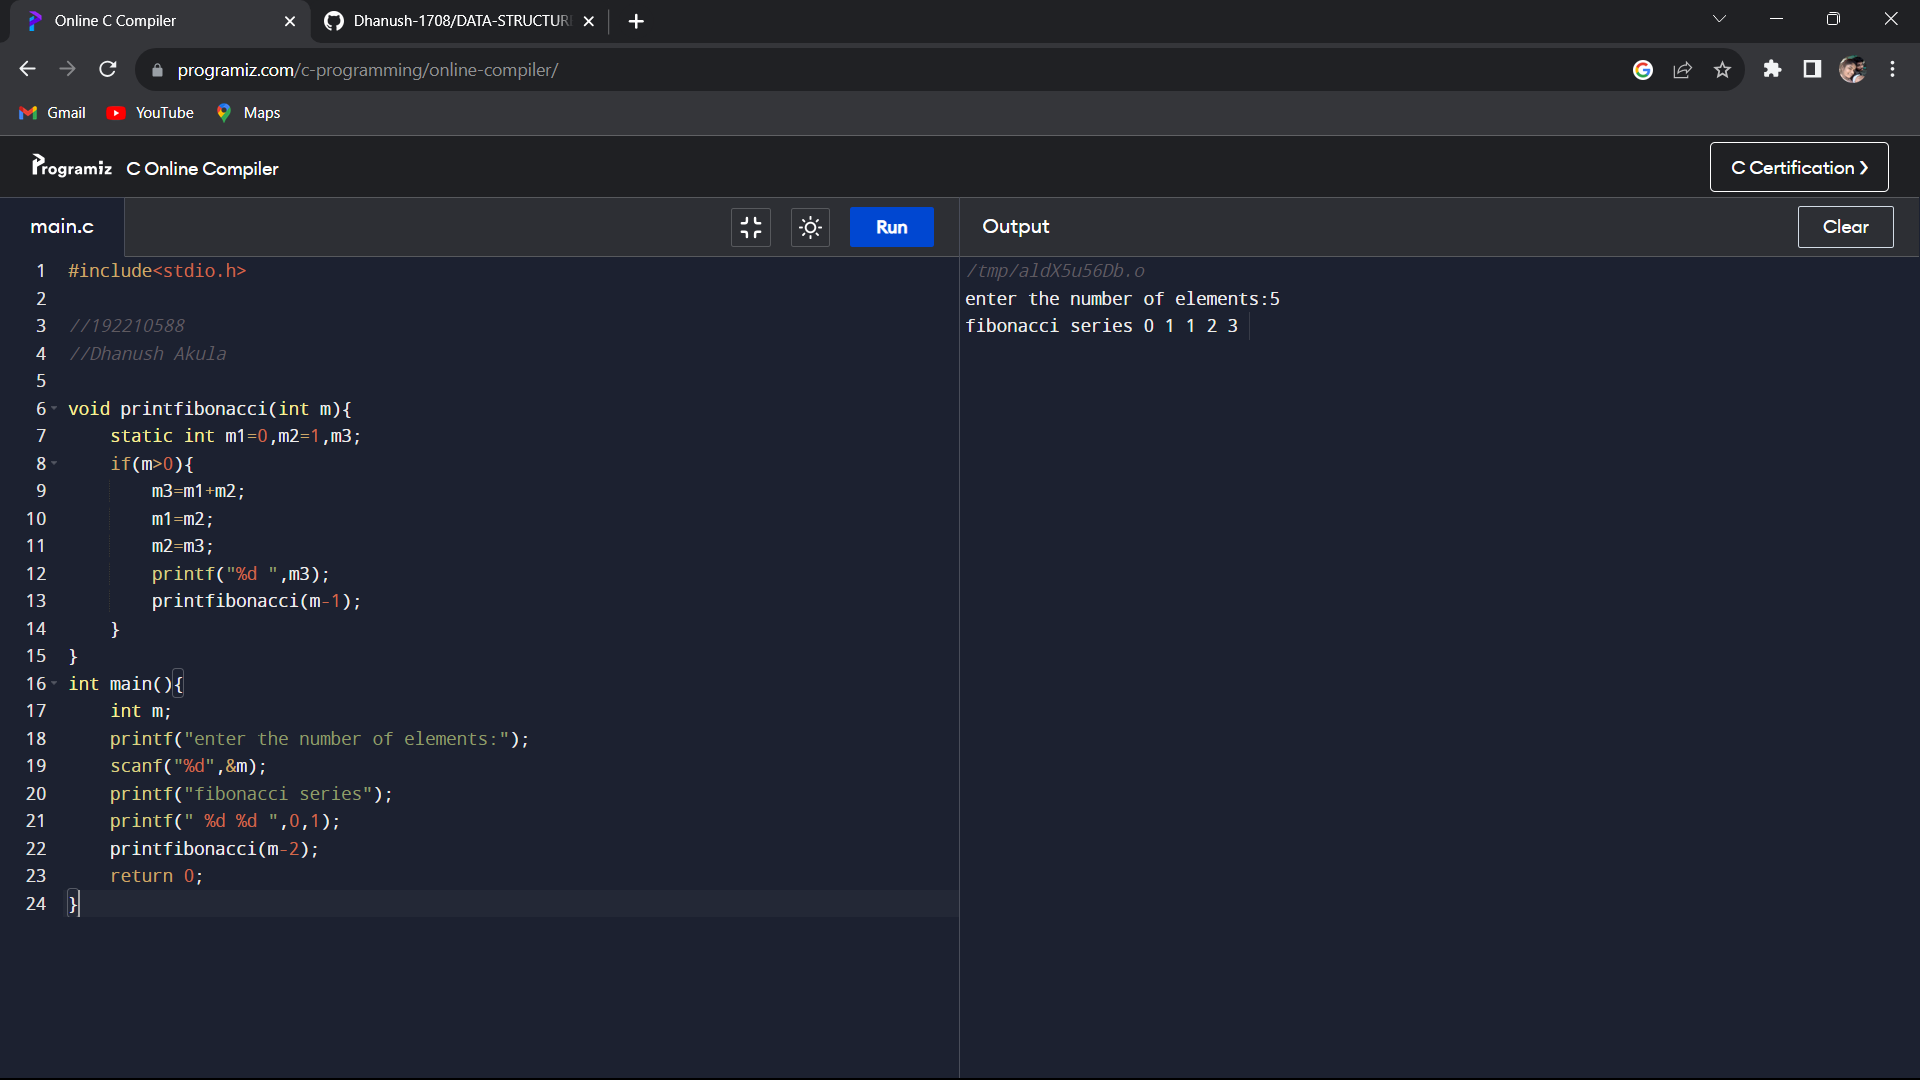 Online C Compiler
Dhanush-1708/DATA-STRUCTUR
programiz.com/c-programming/online-compiler/
Gmail
YouTube
Maps
Programiz
C Online Compiler
C Certification ❯
main.c
Run
Output
Clear
1 #include<stdio.h>
2
3 //192210588
4 //Dhanush Akula
5
6 void printfibonacci(int m){
7     static int m1=0,m2=1,m3;
8     if(m>0){
9         m3=m1+m2;
10         m1=m2;
11         m2=m3;
12         printf("%d ",m3);
13         printfibonacci(m-1);
14     }
15 }
16 int main(){
17     int m;
18     printf("enter the number of elements:");
19     scanf("%d",&m);
20     printf("fibonacci series");
21     printf(" %d %d ",0,1);
22     printfibonacci(m-2);
23     return 0;
24 }
/tmp/aldX5u56Db.o
enter the number of elements:5
fibonacci series 0 1 1 2 3